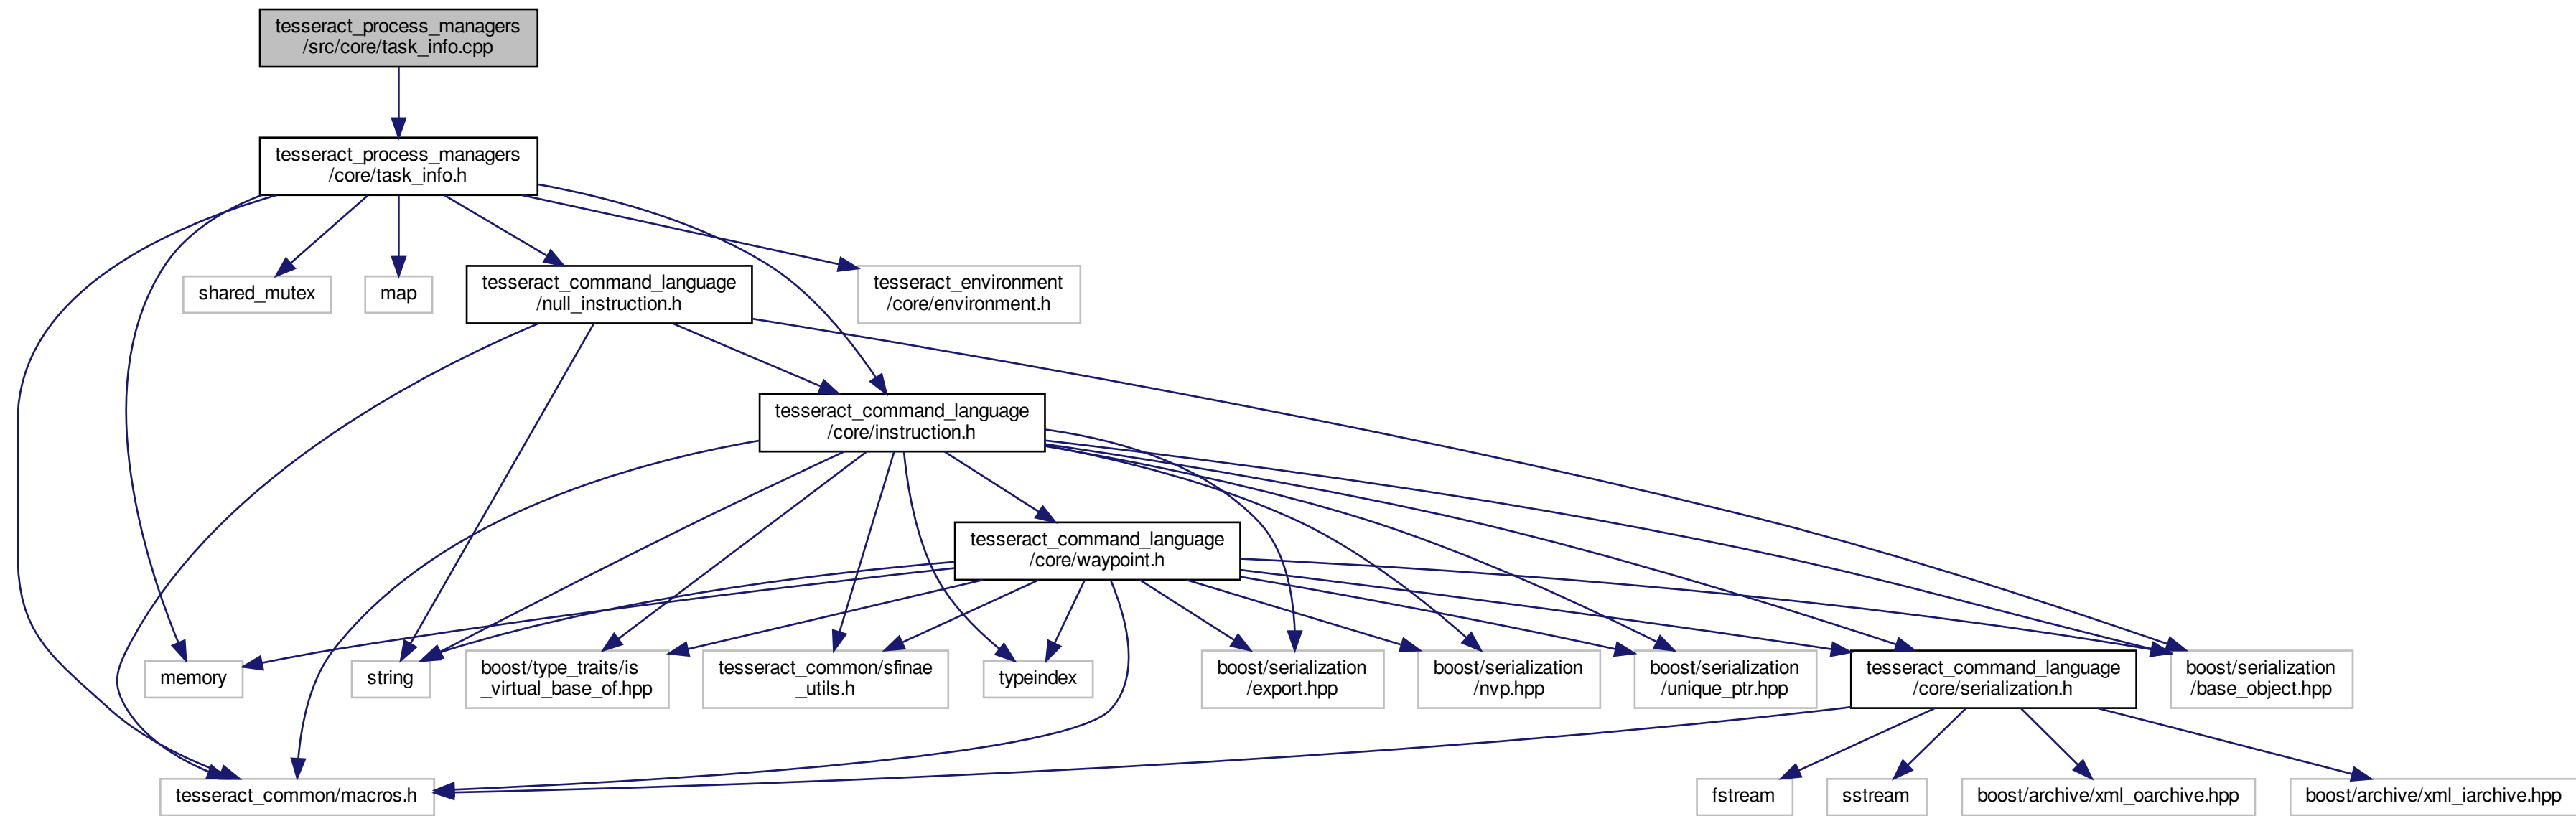 tesseract_process_managers
/src/core/task_info.cpp
tesseract_process_managers
/core/task_info.h
shared_mutex
map
tesseract_command_language
/null_instruction.h
tesseract_environment
/core/environment.h
tesseract_command_language
/core/instruction.h
tesseract_command_language
/core/waypoint.h
memory
string
boost/type_traits/is
_virtual_base_of.hpp
tesseract_common/sfinae
_utils.h
typeindex
boost/serialization
/export.hpp
boost/serialization
/nvp.hpp
boost/serialization
/unique_ptr.hpp
tesseract_command_language
/core/serialization.h
boost/serialization
/base_object.hpp
tesseract_common/macros.h
fstream
sstream
boost/archive/xml_oarchive.hpp
boost/archive/xml_iarchive.hpp